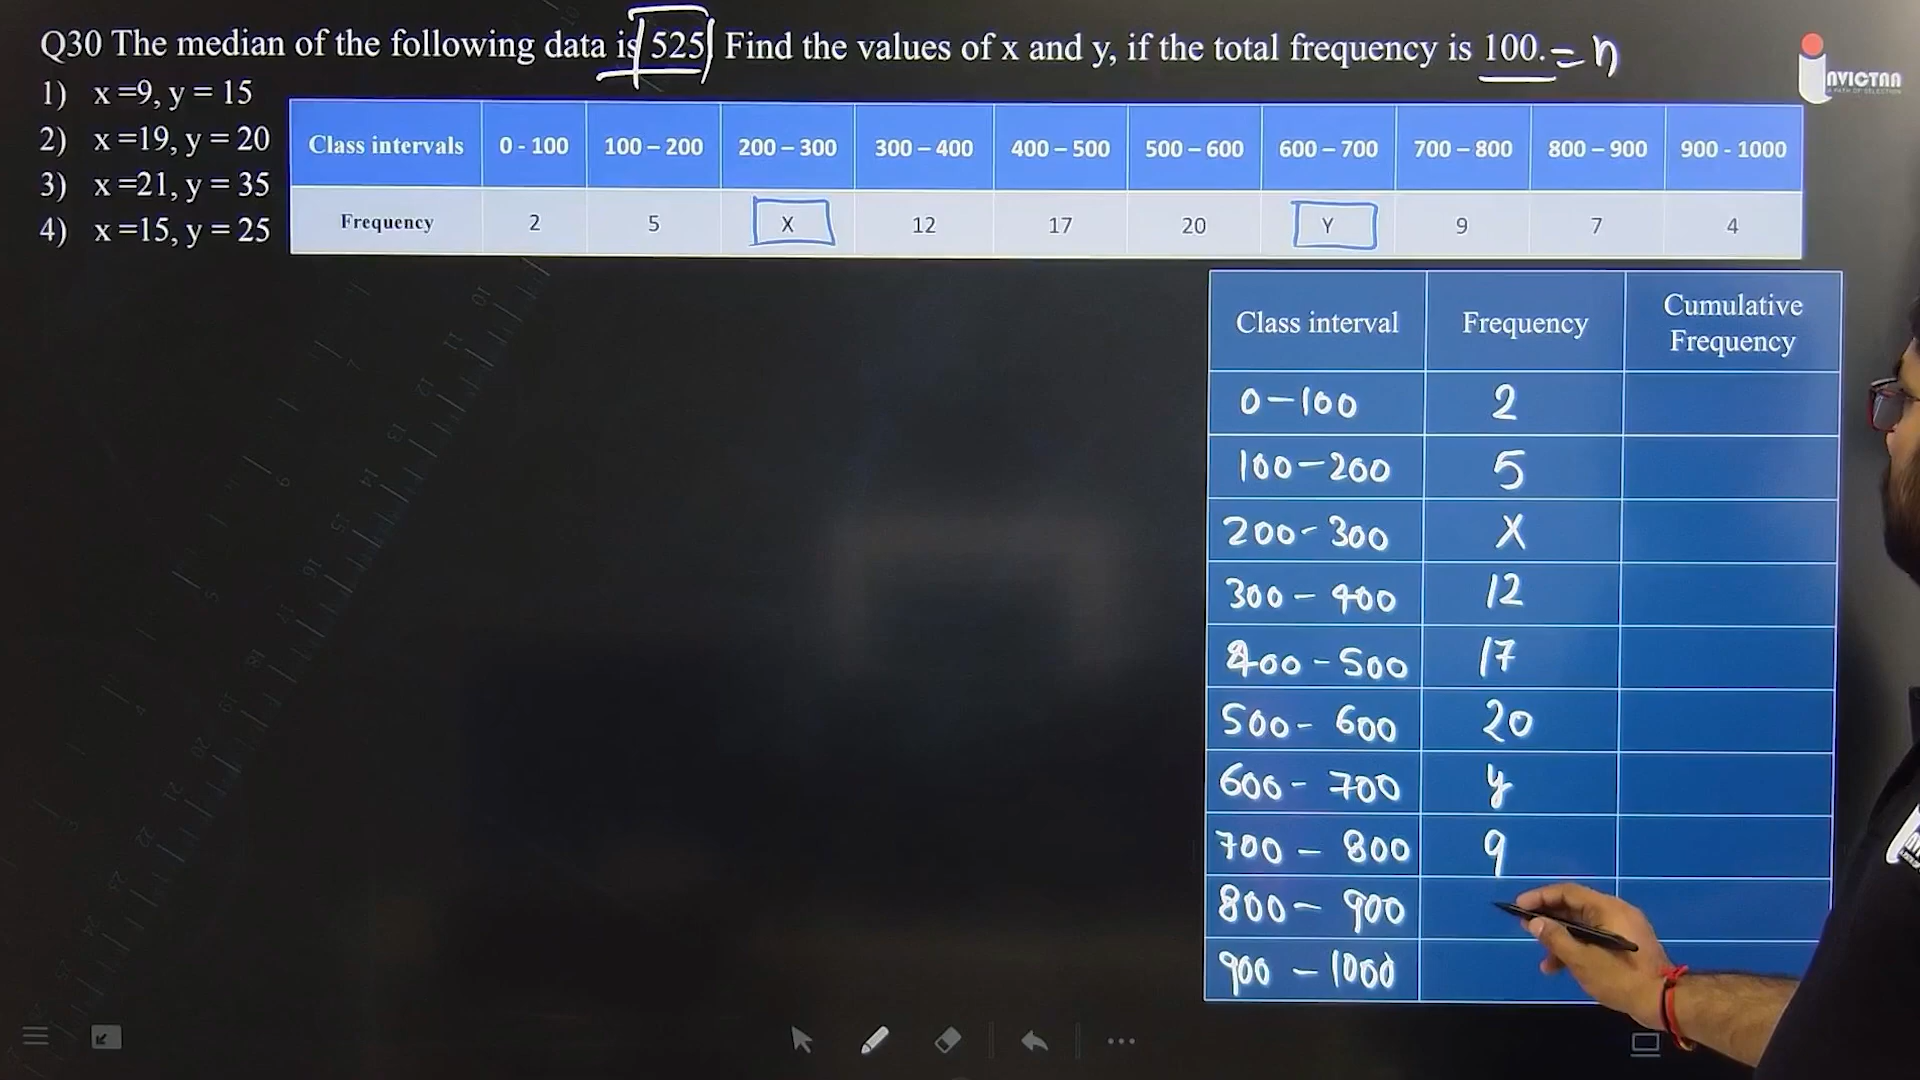 Q30 The median of the following data is 525. Find the values of x and y, if the total frequency is 100. = n
1) x =9, y = 15
2) x =19, y = 20
3) x =21, y = 35
4) x =15, y = 25
INVICTAA
A PATH OF SELECTION
Class intervals 0 - 100 100 – 200 200 – 300 300 – 400 400 – 500 500 – 600 600 – 700 700 – 800 800 – 900 900 - 1000
Frequency 2 5 X 12 17 20 Y 9 7 4
Class interval Frequency Cumulative Frequency
0 – 100 2
100 – 200 5
200 - 300 X
300 - 400 12
400 - 500 17
500 - 600 20
600 - 700 y
700 - 800 9
800 - 900
900 - 1000